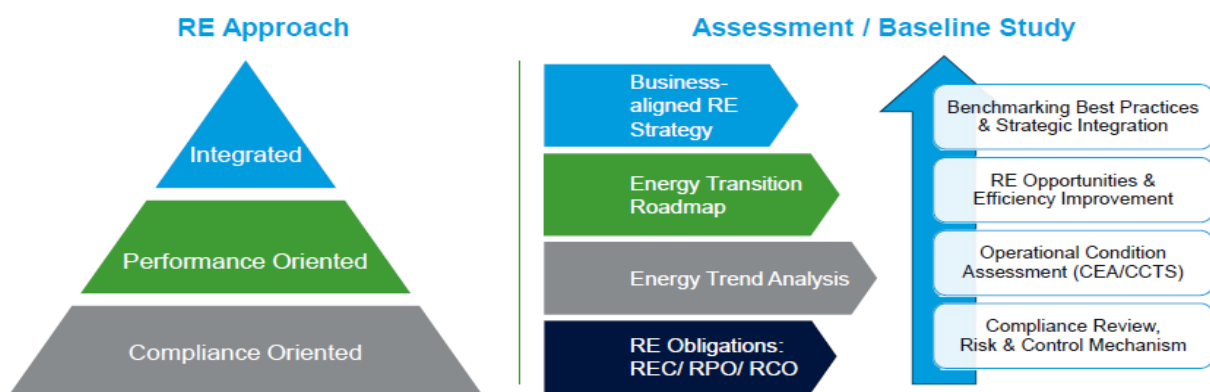 RE Approach
Integrated
Performance Oriented
Compliance Oriented
Assessment / Baseline Study
Business-
aligned RE
Strategy
Energy Transition
Roadmap
Energy Trend Analysis
RE Obligations:
REC/ RPO/ RCO
Benchmarking Best Practices
& Strategic Integration
RE Opportunities &
Efficiency Improvement
Operational Condition
Assessment (CEA/CCTS)
Compliance Review,
Risk & Control Mechanism